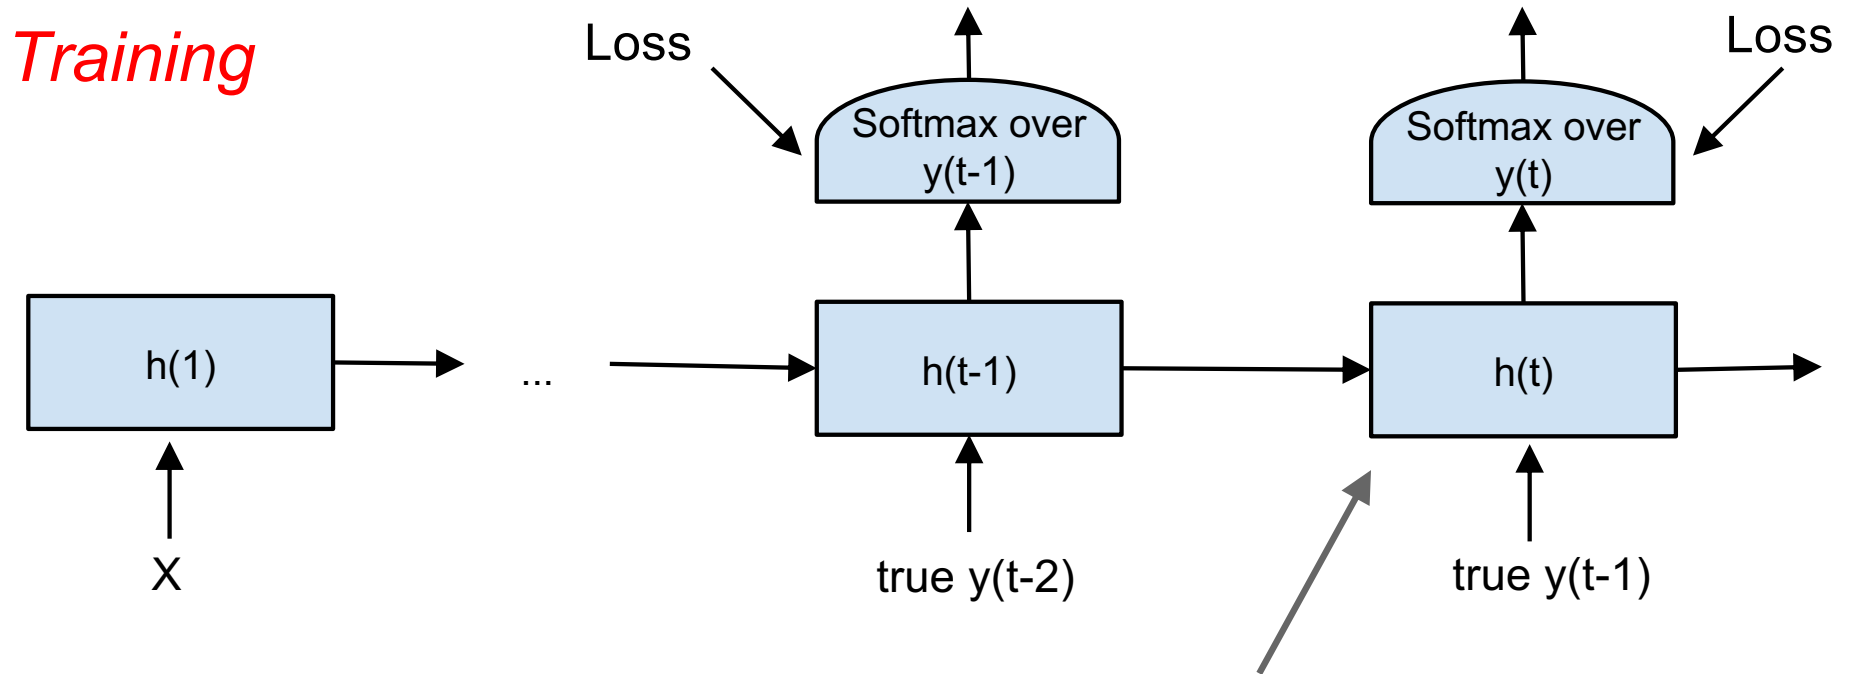 Training
Loss
Loss
Softmax over
y(t-1)
Softmax over
y(t)
h(1)
...
h(t-1)
h(t)
X
true y(t-2)
true y(t-1)